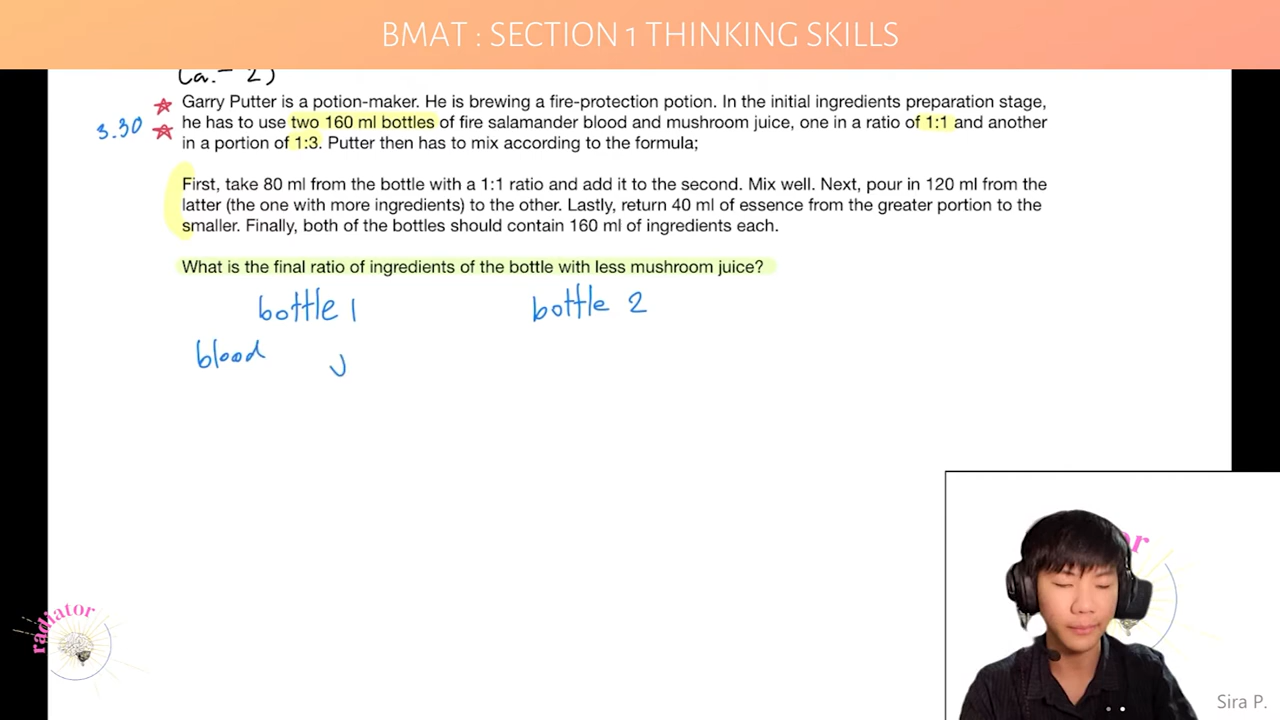 BMAT : SECTION 1 THINKING SKILLS
(a. - 2)
Garry Putter is a potion-maker. He is brewing a fire-protection potion. In the initial ingredients preparation stage,
3.30 he has to use two 160 ml bottles of fire salamander blood and mushroom juice, one in a ratio of 1:1 and another
in a portion of 1:3. Putter then has to mix according to the formula;
First, take 80 ml from the bottle with a 1:1 ratio and add it to the second. Mix well. Next, pour in 120 ml from the
latter (the one with more ingredients) to the other. Lastly, return 40 ml of essence from the greater portion to the
smaller. Finally, both of the bottles should contain 160 ml of ingredients each.
What is the final ratio of ingredients of the bottle with less mushroom juice?
bottle 1 bottle 2
blood
radiator
Sira P.